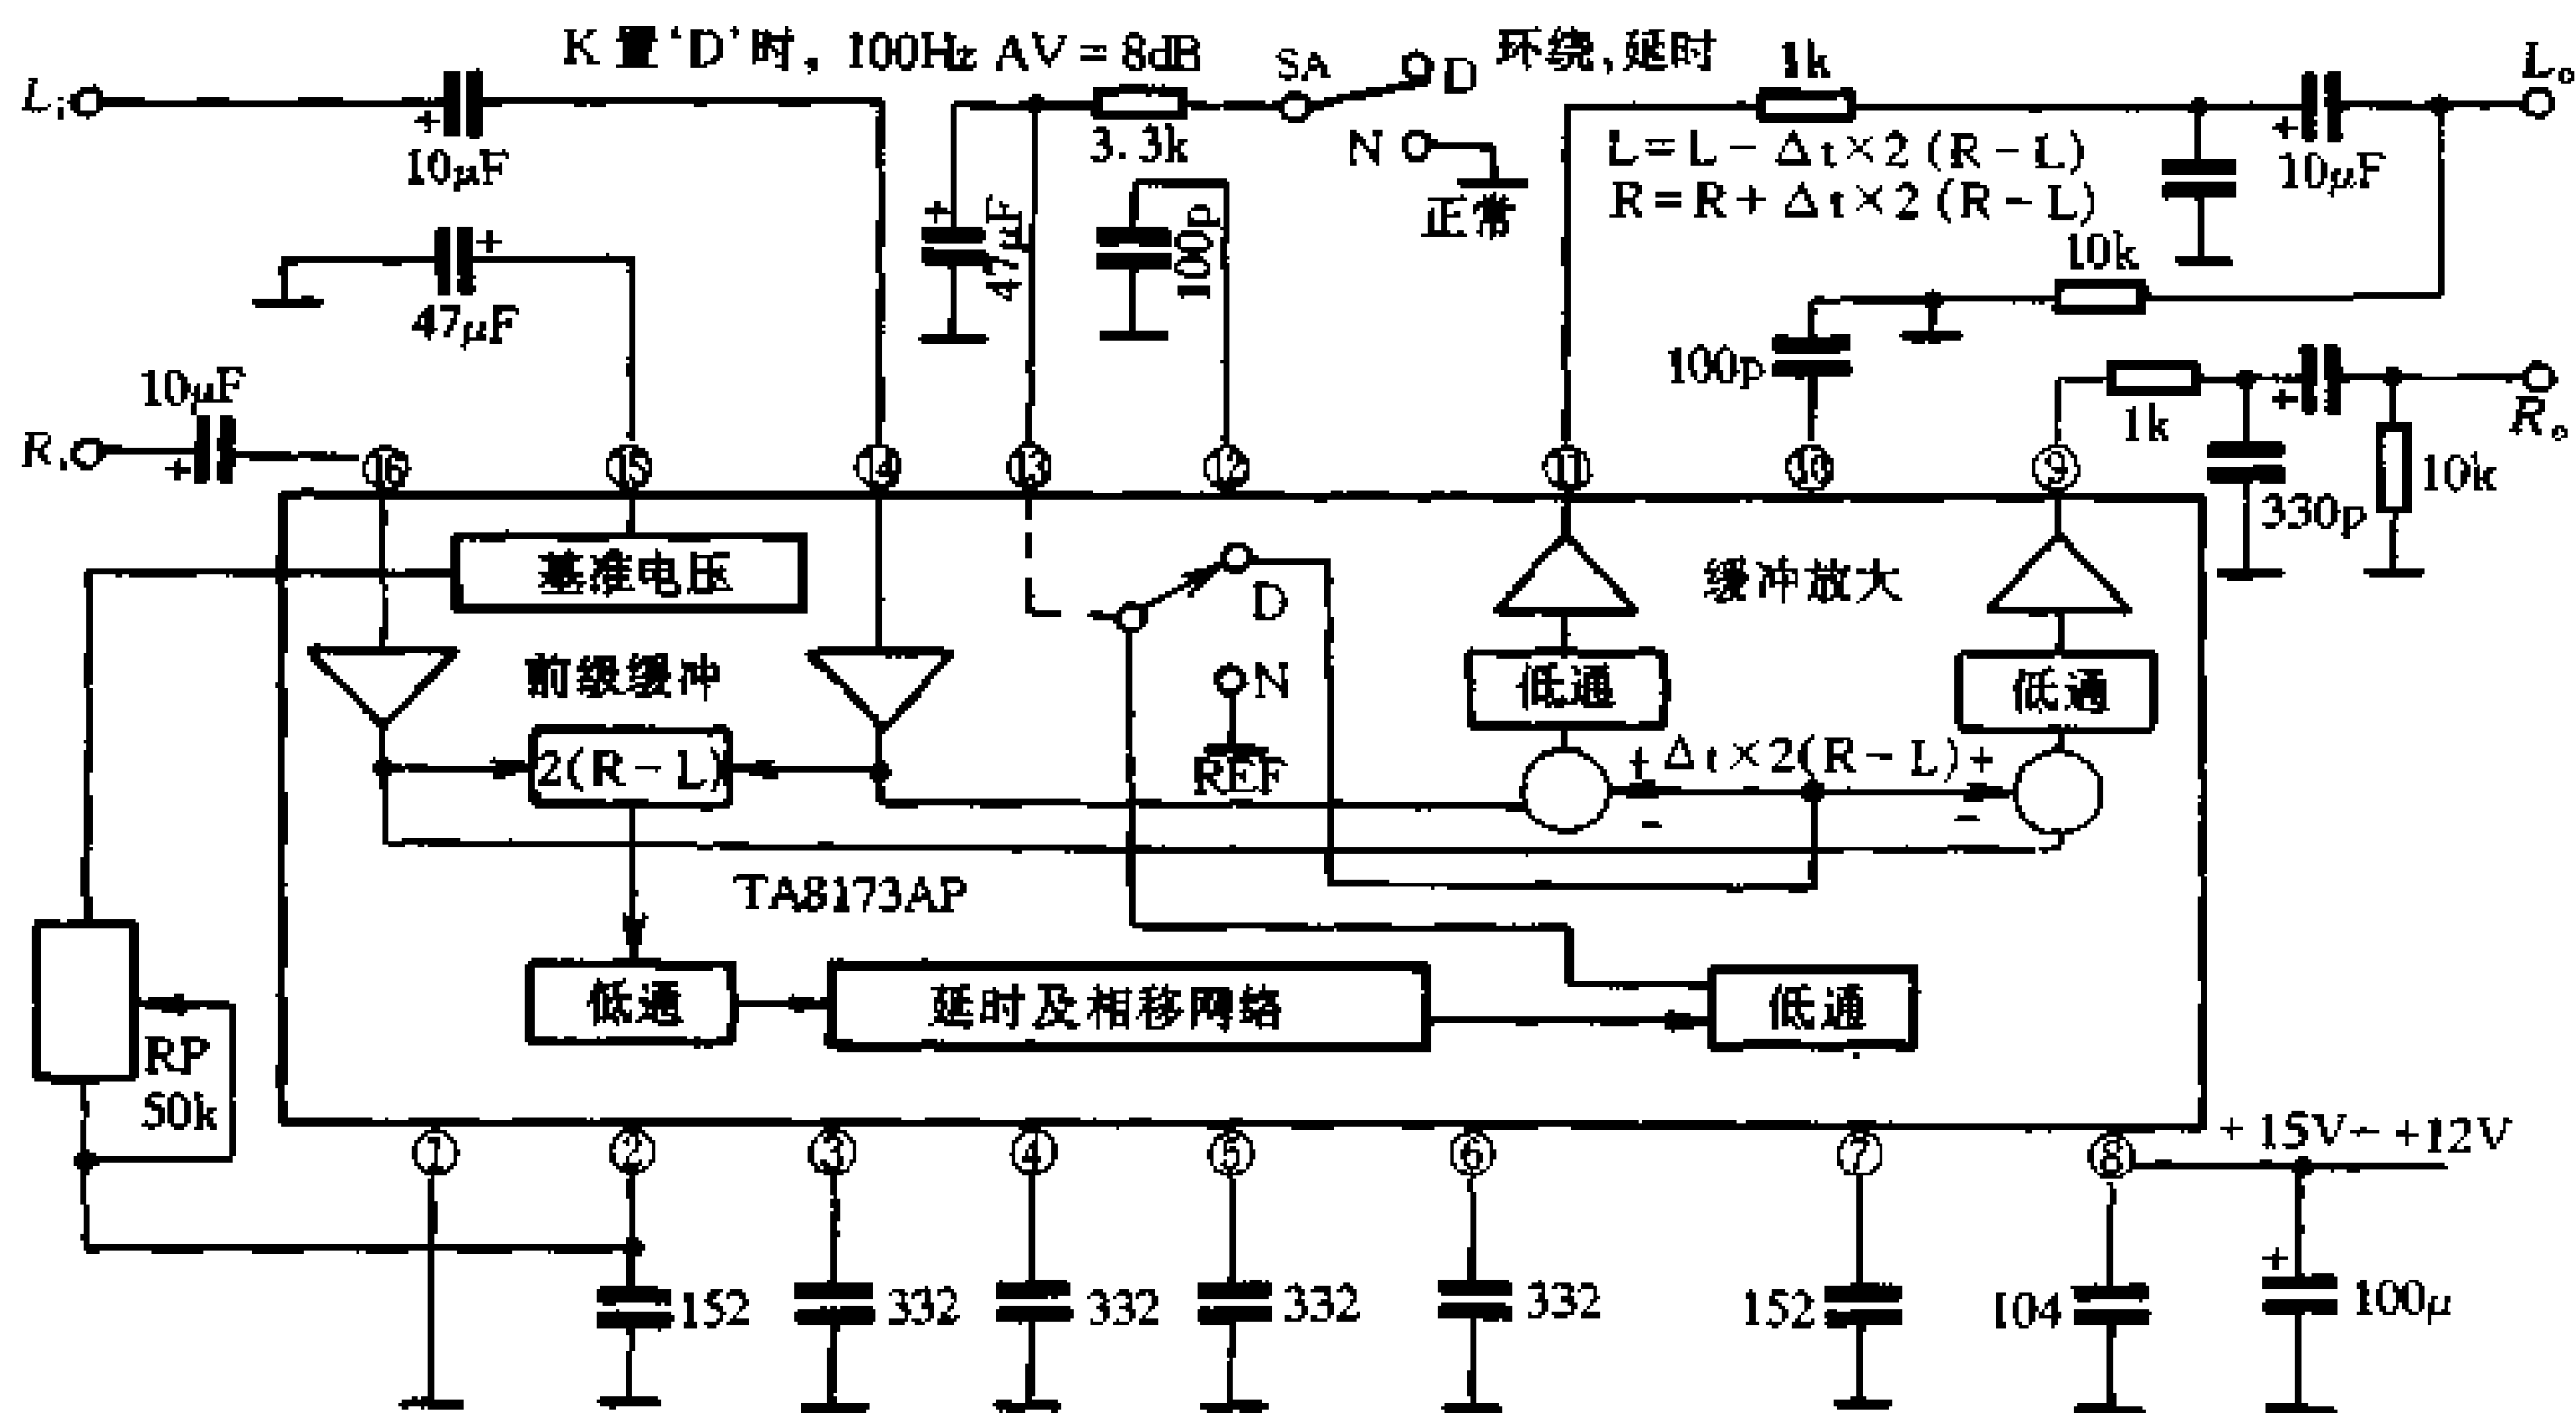 K置‘D’时, 100Hz AV = 8dB
SA
D
环绕,延时
N
正常
Li
+
10μF
3.3k
1k
Lo
+
10μF
L=L-Δt×2(R-L)
R=R+Δt×2(R-L)
+
47μF
+
47μF
100p
10k
100p
Ri
10μF
+
1k
+
Ro
330p
10k
⑯
⑮
⑭
⑬
⑫
⑪
⑩
⑨
基准电压
D
N
REF
缓冲放大
前级缓冲
低通
低通
2(R-L)
+ Δt×2(R-L) +
-
-
TA8173AP
低通
延时及相移网络
低通
RP
50k
①
②
③
④
⑤
⑥
⑦
⑧
+15V- +12V
152
332
332
332
332
152
104
+
100μ